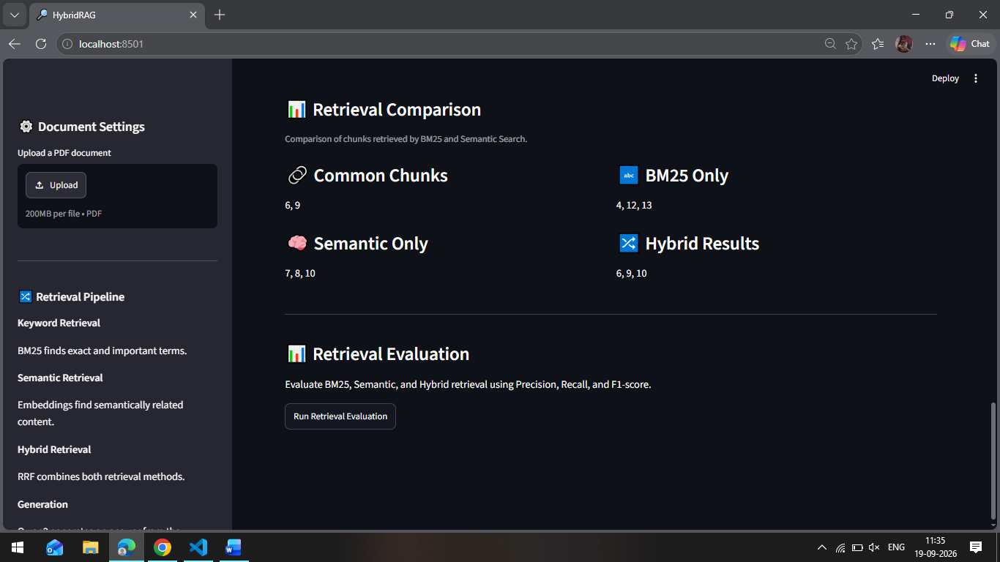 HybridRAG
localhost:8501
Chat
Deploy
Document Settings
Upload a PDF document
Upload
200MB per file • PDF
Retrieval Pipeline
Keyword Retrieval
BM25 finds exact and important terms.
Semantic Retrieval
Embeddings find semantically related
content.
Hybrid Retrieval
RRF combines both retrieval methods.
Generation
Retrieval Comparison
Comparison of chunks retrieved by BM25 and Semantic Search.
Common Chunks
6, 9
abc
BM25 Only
4, 12, 13
Semantic Only
7, 8, 10
Hybrid Results
6, 9, 10
Retrieval Evaluation
Evaluate BM25, Semantic, and Hybrid retrieval using Precision, Recall, and F1-score.
Run Retrieval Evaluation
ENG
11:35
19-09-2026